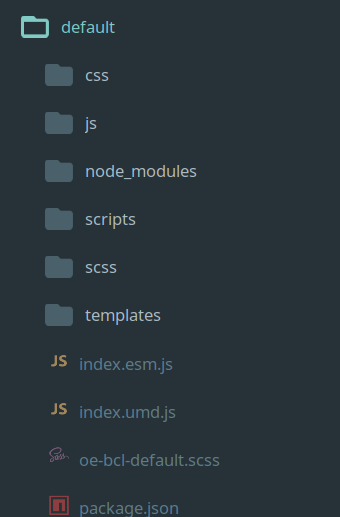 default
css
js
node_modules
scripts
scss
templates
JS index.esm.js
JS index.umd.js
Sass oe-bcl-default.scss
package.json